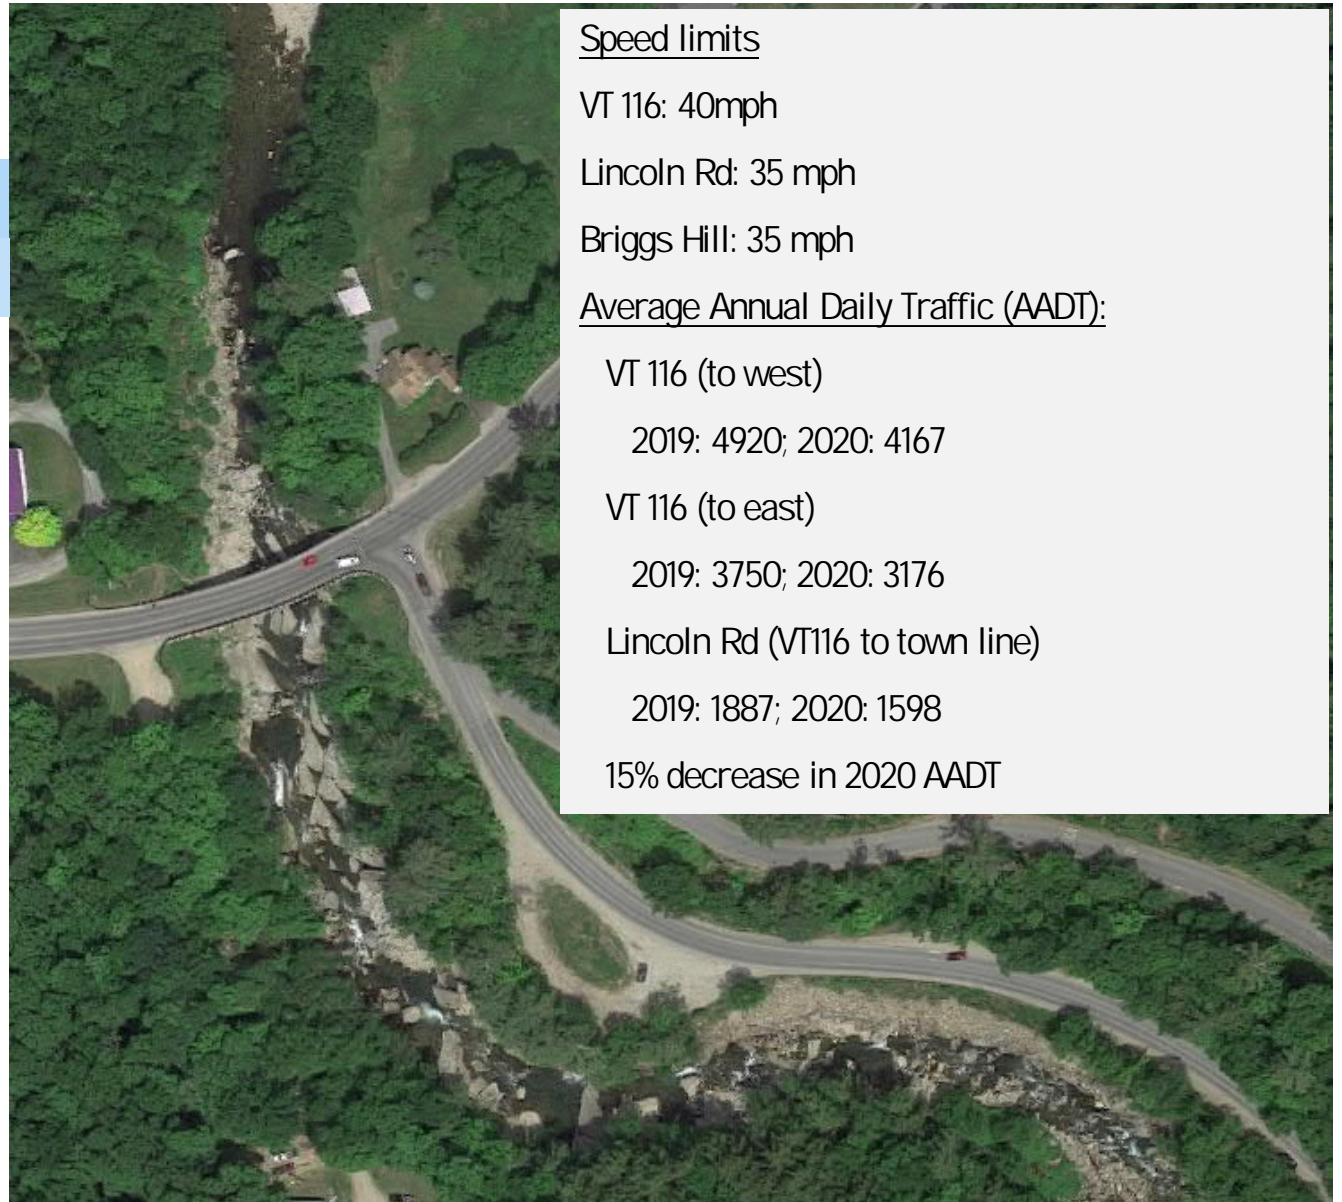 Speed limits
VT 116: 40mph
Lincoln Rd: 35 mph
Briggs Hill: 35 mph
Average Annual Daily Traffic (AADT):
VT 116 (to west)
2019: 4920; 2020: 4167
VT 116 (to east)
2019: 3750; 2020: 3176
Lincoln Rd (VT116 to town line)
2019: 1887; 2020: 1598
15% decrease in 2020 AADT